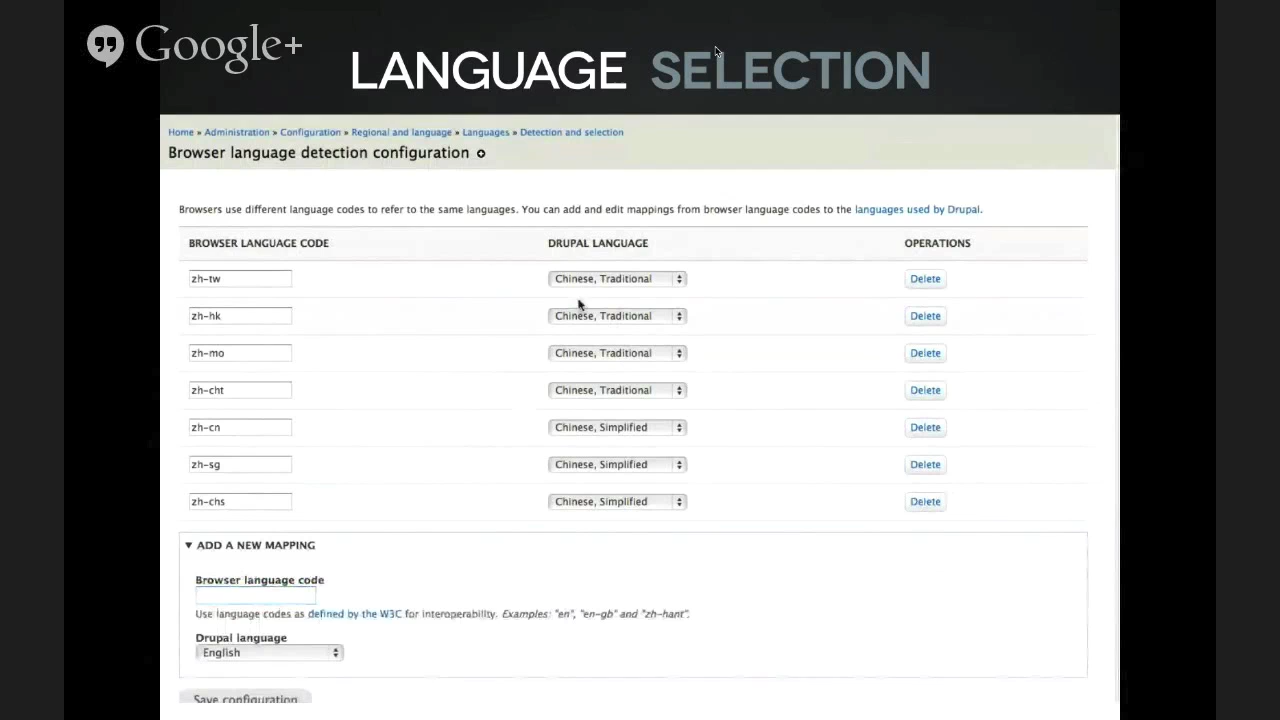 Google+
LANGUAGE SELECTION
Home » Administration » Configuration » Regional and language » Languages » Detection and selection
Browser language detection configuration
Browsers use different language codes to refer to the same languages. You can add and edit mappings from browser language codes to the languages used by Drupal.
BROWSER LANGUAGE CODE DRUPAL LANGUAGE OPERATIONS
zh-tw Chinese, Traditional Delete
zh-hk Chinese, Traditional Delete
zh-mo Chinese, Traditional Delete
zh-cht Chinese, Traditional Delete
zh-cn Chinese, Simplified Delete
zh-sg Chinese, Simplified Delete
zh-chs Chinese, Simplified Delete
ADD A NEW MAPPING
Browser language code
Use language codes as defined by the W3C for interoperability. Examples: "en", "en-gb" and "zh-hant".
Drupal language
English
Save configuration